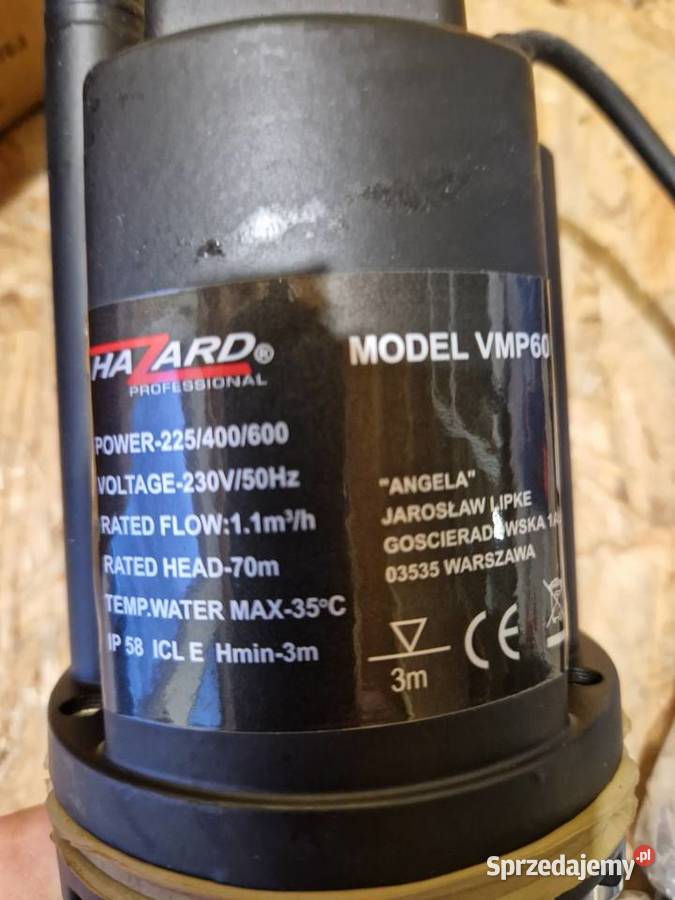 HAZARD®
PROFESSIONAL
MODEL VMP60
POWER-225/400/600
VOLTAGE-230V/50Hz
RATED FLOW:1.1m³/h
RATED HEAD-70m
TEMP.WATER MAX-35°C
IP 58 ICL E Hmin-3m
"ANGELA"
JAROSŁAW LIPKE
GOSCIERADOWSKA
03535 WARSZAWA
3m
CE
Sprzedajemy.pl